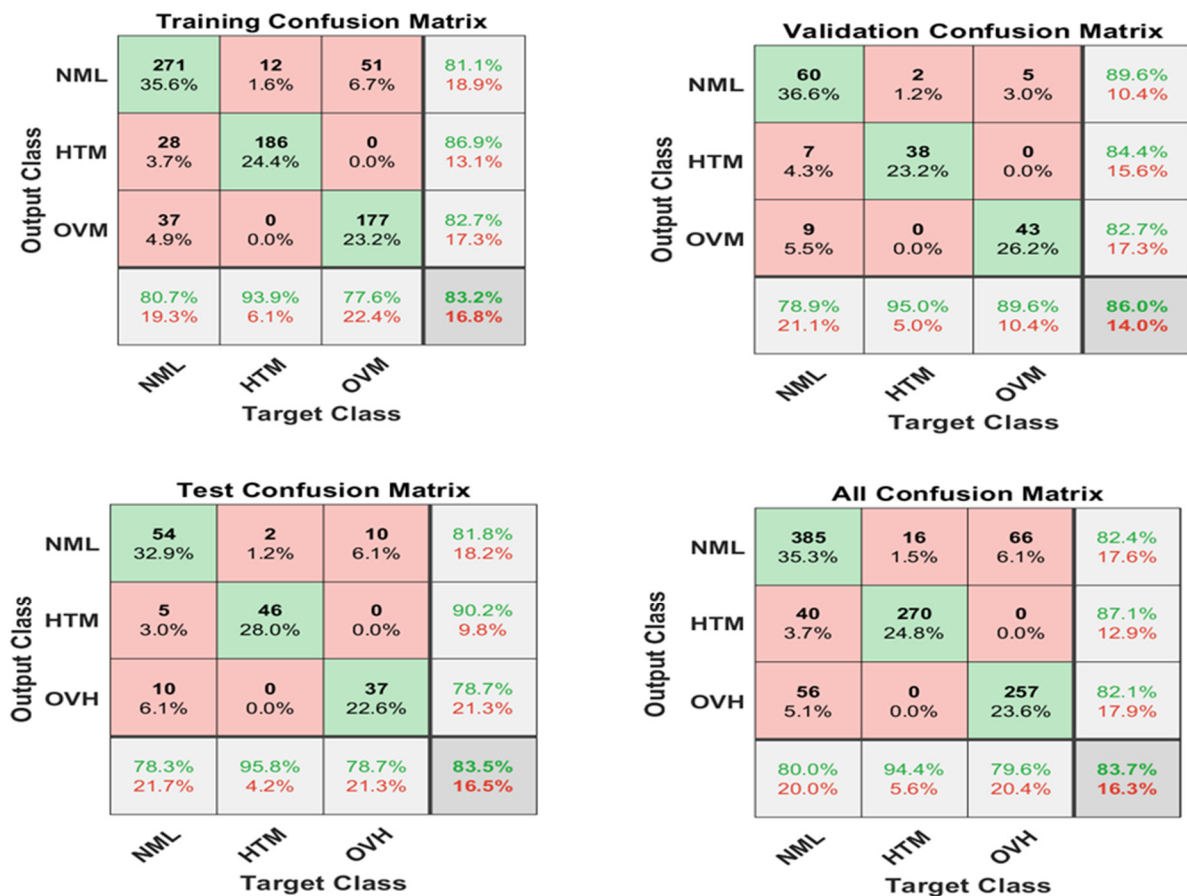 Training Confusion Matrix
Output Class
NML 271 12 51 81.1%
35.6% 1.6% 6.7% 18.9%
HTM 28 186 0 86.9%
3.7% 24.4% 0.0% 13.1%
OVM 37 0 177 82.7%
4.9% 0.0% 23.2% 17.3%
80.7% 93.9% 77.6% 83.2%
19.3% 6.1% 22.4% 16.8%
NML HTM OVM
Target Class
Validation Confusion Matrix
Output Class
NML 60 2 5 89.6%
36.6% 1.2% 3.0% 10.4%
HTM 7 38 0 84.4%
4.3% 23.2% 0.0% 15.6%
OVM 9 0 43 82.7%
5.5% 0.0% 26.2% 17.3%
78.9% 95.0% 89.6% 86.0%
21.1% 5.0% 10.4% 14.0%
NML HTM OVM
Target Class
Test Confusion Matrix
Output Class
NML 54 2 10 81.8%
32.9% 1.2% 6.1% 18.2%
HTM 5 46 0 90.2%
3.0% 28.0% 0.0% 9.8%
OVH 10 0 37 78.7%
6.1% 0.0% 22.6% 21.3%
78.3% 95.8% 78.7% 83.5%
21.7% 4.2% 21.3% 16.5%
NML HTM OVH
Target Class
All Confusion Matrix
Output Class
NML 385 16 66 82.4%
35.3% 1.5% 6.1% 17.6%
HTM 40 270 0 87.1%
3.7% 24.8% 0.0% 12.9%
OVH 56 0 257 82.1%
5.1% 0.0% 23.6% 17.9%
80.0% 94.4% 79.6% 83.7%
20.0% 5.6% 20.4% 16.3%
NML HTM OVH
Target Class